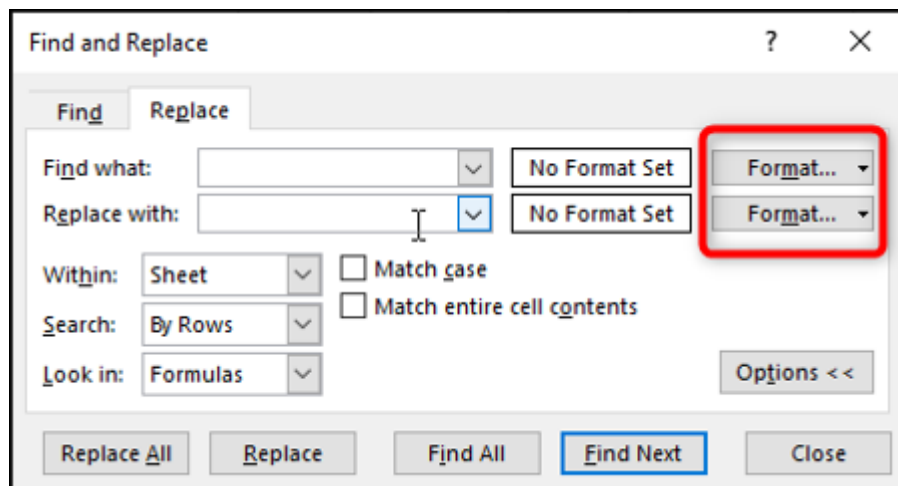 Find and Replace ?
Find Replace
Find what: No Format Set Format...
Replace with: No Format Set Format...
Within: Sheet Match case
Match entire cell contents
Search: By Rows
Look in: Formulas Options <<
Replace All Replace Find All Find Next Close